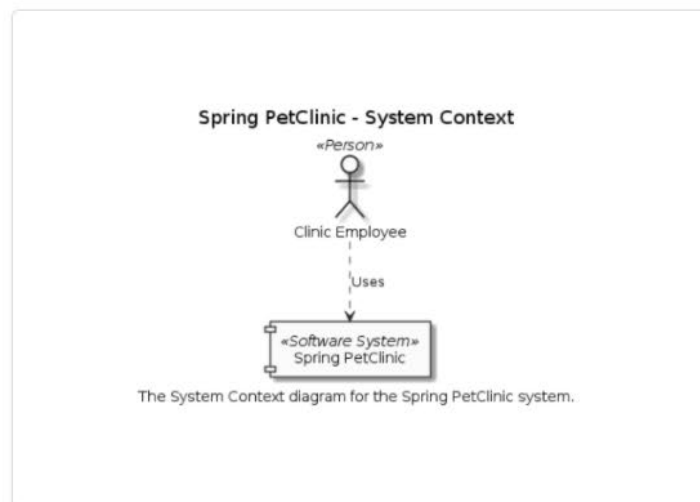 Spring PetClinic - System Context
«Person»
Clinic Employee
Uses
«Software System»
Spring PetClinic
The System Context diagram for the Spring PetClinic system.